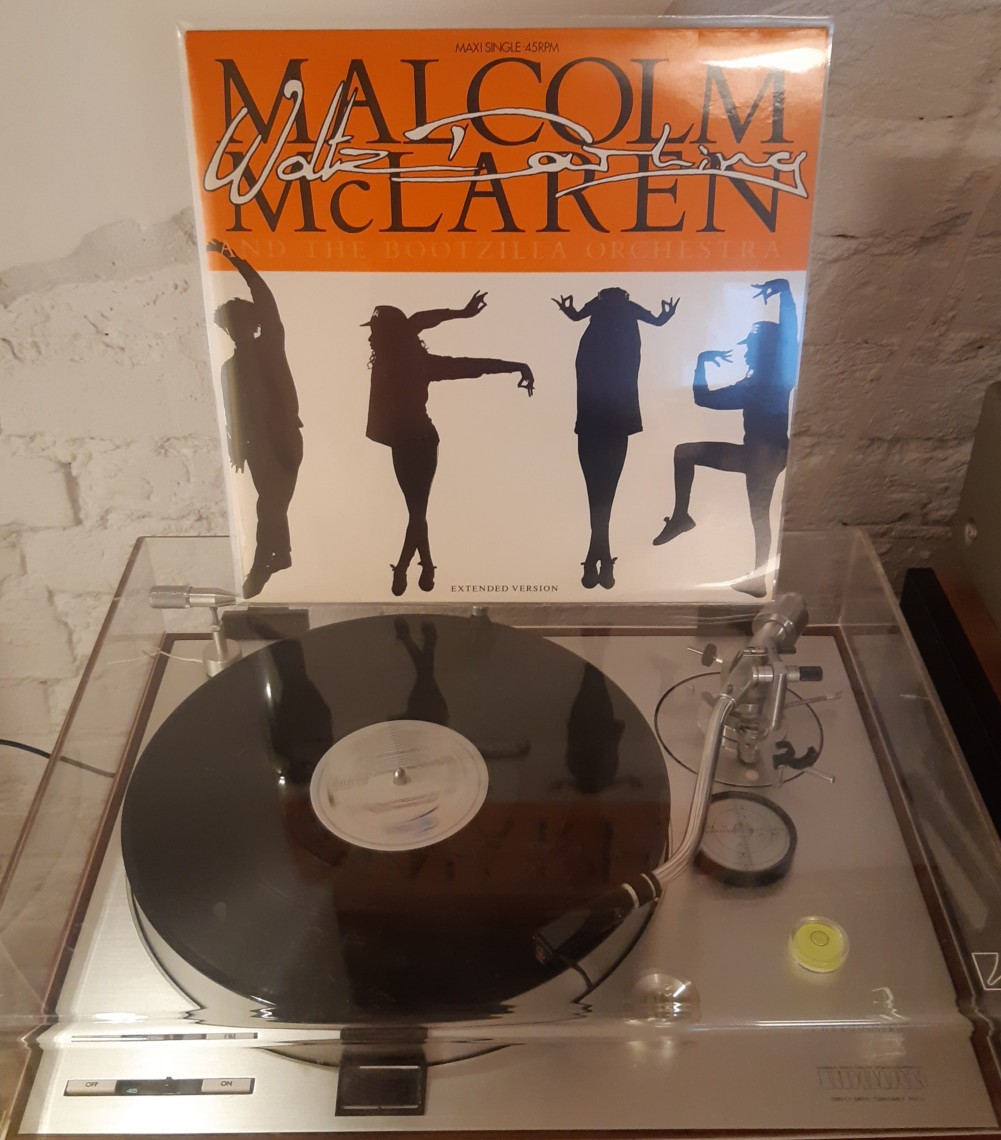 MAXI SINGLE·45RPM
MALCOLM
Waltz Darling
McLAREN
AND THE BOOTZILLA ORCHESTRA
EXTENDED VERSION
OFF 45 ON